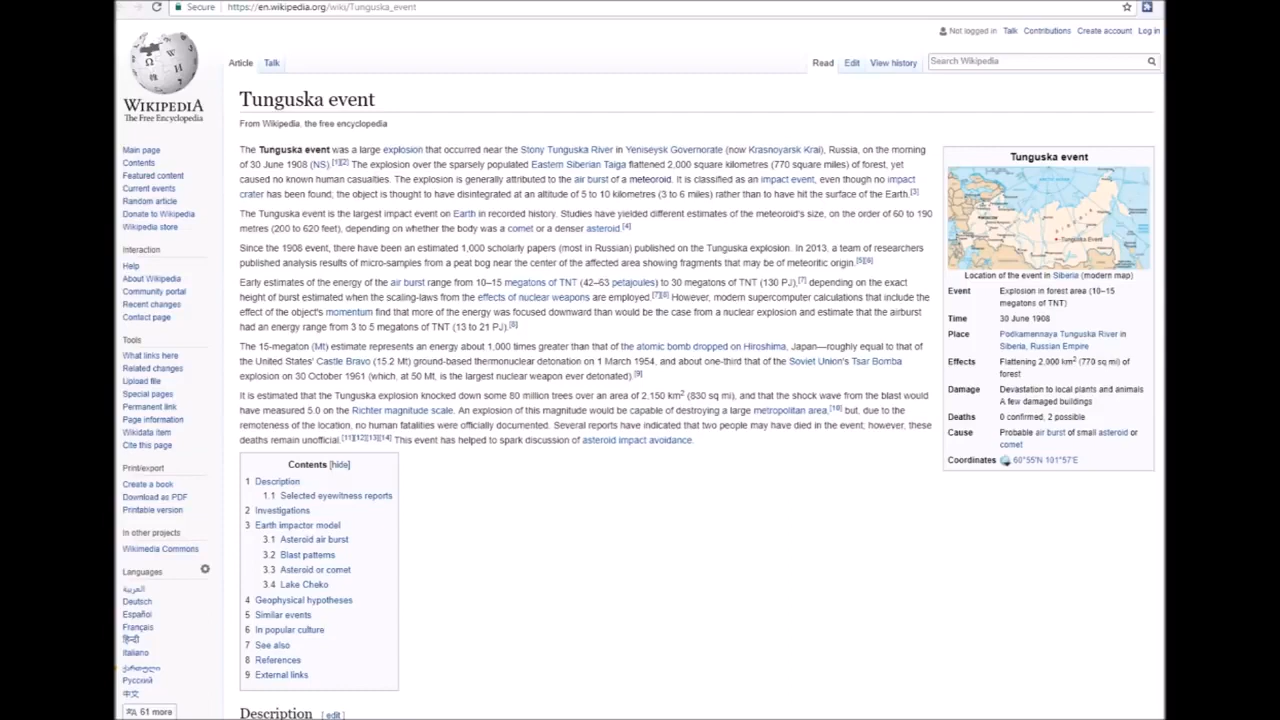 Secure https://en.wikipedia.org/wiki/Tunguska_event
Not logged in Talk Contributions Create account Log in
Article Talk Read Edit View history Search Wikipedia
WIKIPEDIA
The Free Encyclopedia
Main page
Contents
Featured content
Current events
Random article
Donate to Wikipedia
Wikipedia store
Interaction
Help
About Wikipedia
Community portal
Recent changes
Contact page
Tools
What links here
Related changes
Upload file
Special pages
Permanent link
Page information
Wikidata item
Cite this page
Print/export
Create a book
Download as PDF
Printable version
In other projects
Wikimedia Commons
Languages
العربية
Deutsch
Español
Français
हिन्दी
Italiano
ქართული
Русский
中文
61 more
Tunguska event
From Wikipedia, the free encyclopedia
The Tunguska event was a large explosion that occurred near the Stony Tunguska River in Yeniseysk Governorate (now Krasnoyarsk Krai), Russia, on the morning
of 30 June 1908 (NS).[1][2] The explosion over the sparsely populated Eastern Siberian Taiga flattened 2,000 square kilometres (770 square miles) of forest, yet
caused no known human casualties. The explosion is generally attributed to the air burst of a meteoroid. It is classified as an impact event, even though no impact
crater has been found; the object is thought to have disintegrated at an altitude of 5 to 10 kilometres (3 to 6 miles) rather than to have hit the surface of the Earth.[3]
The Tunguska event is the largest impact event on Earth in recorded history. Studies have yielded different estimates of the meteoroid's size, on the order of 60 to 190
metres (200 to 620 feet), depending on whether the body was a comet or a denser asteroid.[4]
Since the 1908 event, there have been an estimated 1,000 scholarly papers (most in Russian) published on the Tunguska explosion. In 2013, a team of researchers
published analysis results of micro-samples from a peat bog near the center of the affected area showing fragments that may be of meteoritic origin.[5][6]
Early estimates of the energy of the air burst range from 10–15 megatons of TNT (42–63 petajoules) to 30 megatons of TNT (130 PJ),[7] depending on the exact
height of burst estimated when the scaling-laws from the effects of nuclear weapons are employed.[7][8] However, modern supercomputer calculations that include the
effect of the object's momentum find that more of the energy was focused downward than would be the case from a nuclear explosion and estimate that the airburst
had an energy range from 3 to 5 megatons of TNT (13 to 21 PJ).[8]
The 15-megaton (Mt) estimate represents an energy about 1,000 times greater than that of the atomic bomb dropped on Hiroshima, Japan—roughly equal to that of
the United States' Castle Bravo (15.2 Mt) ground-based thermonuclear detonation on 1 March 1954, and about one-third that of the Soviet Union's Tsar Bomba
explosion on 30 October 1961 (which, at 50 Mt, is the largest nuclear weapon ever detonated).[9]
It is estimated that the Tunguska explosion knocked down some 80 million trees over an area of 2,150 km2 (830 sq mi), and that the shock wave from the blast would
have measured 5.0 on the Richter magnitude scale. An explosion of this magnitude would be capable of destroying a large metropolitan area,[10] but, due to the
remoteness of the location, no human fatalities were officially documented. Several reports have indicated that two people may have died in the event; however, these
deaths remain unofficial.[11][12][13][14] This event has helped to spark discussion of asteroid impact avoidance.
Contents [hide]
1 Description
1.1 Selected eyewitness reports
2 Investigations
3 Earth impactor model
3.1 Asteroid air burst
3.2 Blast patterns
3.3 Asteroid or comet
3.4 Lake Cheko
4 Geophysical hypotheses
5 Similar events
6 In popular culture
7 See also
8 References
9 External links
Description [ edit ]
Tunguska event
Moscow
Tunguska Event
Location of the event in Siberia (modern map)
Event Explosion in forest area (10–15
megatons of TNT)
Time 30 June 1908
Place Podkamennaya Tunguska River in
Siberia, Russian Empire
Effects Flattening 2,000 km2 (770 sq mi) of
forest
Damage Devastation to local plants and animals
A few damaged buildings
Deaths 0 confirmed, 2 possible
Cause Probable air burst of small asteroid or
comet
Coordinates 60°55′N 101°57′E